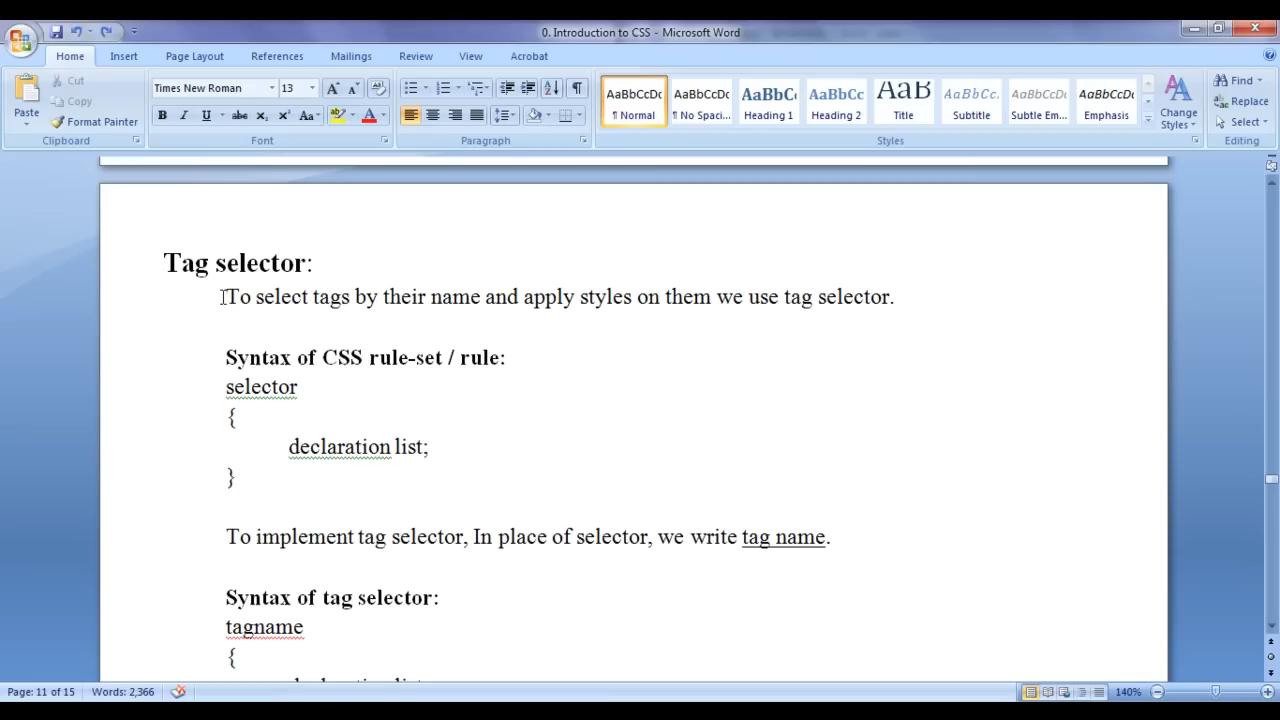 0. Introduction to CSS - Microsoft Word
Home Insert Page Layout References Mailings Review View Acrobat
Paste
Cut
Copy
Format Painter
Clipboard
Times New Roman 13
Font
Paragraph
AaBbCcDc AaBbCcDc AaBbC AaBbCc AaB AaBbCc. AaBbCcDc AaBbCcDc
¶ Normal ¶ No Spaci... Heading 1 Heading 2 Title Subtitle Subtle Em... Emphasis
Change Styles
Styles
Find
Replace
Select
Editing
Tag selector:
To select tags by their name and apply styles on them we use tag selector.
Syntax of CSS rule-set / rule:
selector
{
declaration list;
}
To implement tag selector, In place of selector, we write tag name.
Syntax of tag selector:
tagname
{
Page: 11 of 15 Words: 2,366 140%